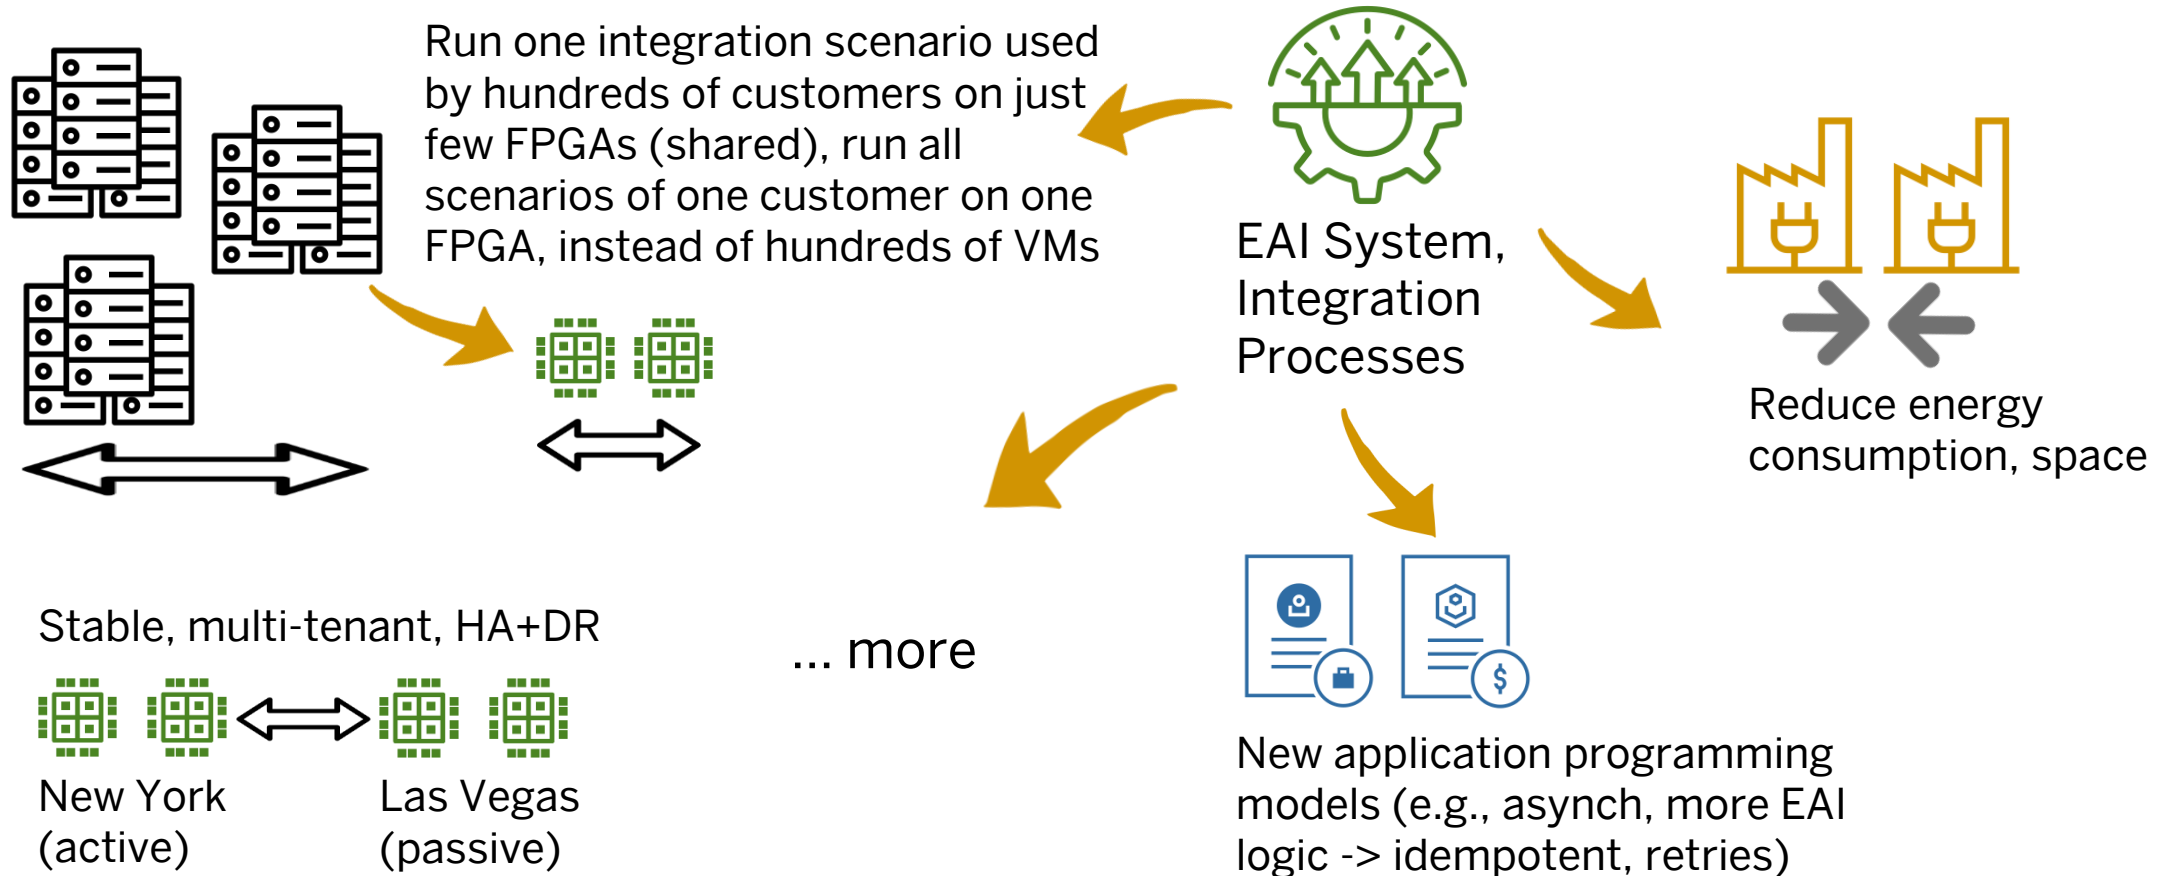 Run one integration scenario used
by hundreds of customers on just
few FPGAs (shared), run all
scenarios of one customer on one
FPGA, instead of hundreds of VMs
EAI System,
Integration
Processes
Reduce energy
consumption, space
Stable, multi-tenant, HA+DR
New York
(active)
Las Vegas
(passive)
... more
$
New application programming
models (e.g., asynch, more EAI
logic -> idempotent, retries)